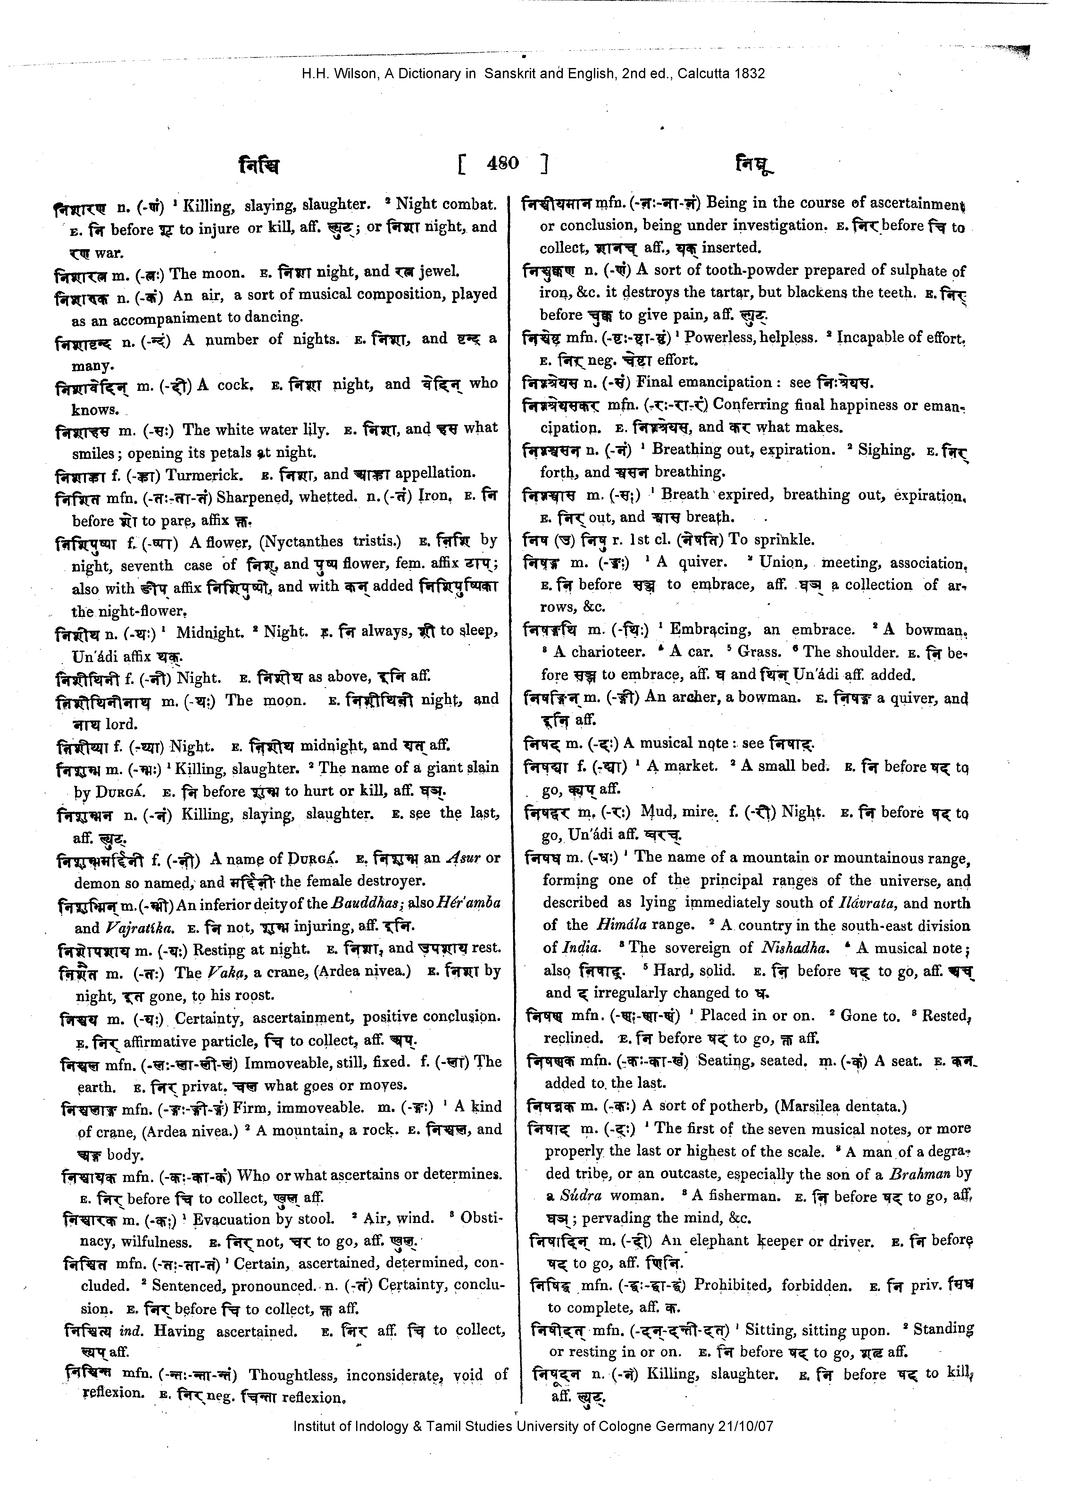 H.H. Wilson, A Dictionary in Sanskrit and English, 2nd ed., Calcutta 1832
निश्चि [ 480 ] निषू
निशारण n. (-णं) ¹ Killing, slaying, slaughter. ² Night combat.
E. नि before शॄ to injure or kill, aff. ल्युट्; or निशा night, and
रण war.
निशारत्न m. (-त्नः) The moon. E. निशा night, and रत्न jewel.
n. (-कं) An air, a sort of musical composition, played
as an accompaniment to dancing.
निशावृन्द n. (-न्दं) A number of nights. E. निशा, and वृन्द a
many.
निशावेदिन् m. (-दी) A cock. E. निशा night, and वेदिन् who
knows.
निशाहस m. (-सः) The white water lily. E. निशा, and हस what
smiles; opening its petals at night.
निशाह्वा f. (-ह्वा) Turmerick. E. निशा, and आह्वा appellation.
निशित mfn. (-तः-ता-तं) Sharpened, whetted. n. (-तं) Iron. E. नि
before शो to pare, affix क्त.
निशिपुष्पा f. (-ष्पा) A flower, (Nyctanthes tristis.) E. निशि by
night, seventh case of निश्, and पुष्प flower, fem. affix टाप्;
also with ङीप् affix निशिपुष्पी, and with कन् added निशिपुष्पिका
the night-flower.
निशीथ n. (-थः) ¹ Midnight. ² Night. E. नि always, शी to sleep,
Un'ádi affix थक्.
निशीथिनी f. (-नी) Night. E. निशीथ as above, इनि aff.
निशीथिनीनाथ m. (-थः) The moon. E. निशीथिनी night, and
नाथ lord.
निशीथ्या f. (-थ्या) Night. E. निशीथ midnight, and यत् aff.
निशुम्भ m. (-म्भः) ¹ Killing, slaughter. ² The name of a giant slain
by DURGÁ. E. नि before शुम्भ to hurt or kill, aff. घञ्.
निशुम्भन n. (-नं) Killing, slaying, slaughter. E. see the last,
aff. ल्युट्.
निशुम्भमर्द्दिनी f. (-नी) A name of DURGÁ. E. निशुम्भ an Asur or
demon so named, and मर्द्दिनी the female destroyer.
निशुम्भिन् m. (-म्भी) An inferior deity of the Bauddhas; also Hér'amba
and Vajratíka. E. नि not, शुम्भ injuring, aff. इनि.
निशोपशाय m. (-यः) Resting at night. E. निशा, and उपशाय rest.
निशैत m. (-तः) The Vaka, a crane, (Ardea nivea.) E. निशा by
night, इत gone, to his roost.
निश्चय m. (-यः) Certainty, ascertainment, positive conclusion.
E. निर् affirmative particle, चि to collect, aff. अप्.
निश्चल mfn. (-लः-ला-ली-लं) Immoveable, still, fixed. f. (-ला) The
earth. E. निर् privat. चल what goes or moves.
निश्चलाङ्ग mfn. (-ङ्गः-ङ्गी-ङ्गं) Firm, immoveable. m. (-ङ्गः) ¹ A kind
of crane, (Ardea nivea.) ² A mountain, a rock. E. निश्चल, and
अङ्ग body.
निश्चायक mfn. (-कः-का-कं) Who or what ascertains or determines.
E. निर् before चि to collect, ण्वुल् aff.
निश्चारक m. (-कः) ¹ Evacuation by stool. ² Air, wind. ³ Obsti-
nacy, wilfulness. E. निर् not, चर to go, aff. ण्वुल्.
निश्चित mfn. (-तः-ता-तं) ¹ Certain, ascertained, determined, con-
cluded. ² Sentenced, pronounced. n. (-तं) Certainty, conclu-
sion. E. निर् before चि to collect, क्त aff.
निश्चित्य ind. Having ascertained. E. निर् aff. चि to collect,
ल्यप् aff.
निश्चिन्त mfn. (-न्तः-न्ता-न्तं) Thoughtless, inconsiderate, void of
reflexion. E. निर् neg. चिन्ता reflexion.
निश्चीयमान mfn. (-नः-ना-नं) Being in the course of ascertainment
or conclusion, being under investigation. E. निर् before चि to
collect, शानच् aff., यक् inserted.
निश्चुक्कण n. (-णं) A sort of tooth-powder prepared of sulphate of
iron, &c. it destroys the tartar, but blackens the teeth. E. निर्
before चुक्क to give pain, aff. ल्युट्.
निश्चेष्ट mfn. (-ष्टः-ष्टा-ष्टं) ¹ Powerless, helpless. ² Incapable of effort.
E. निर् neg. चेष्टा effort.
निश्श्रेयस n. (-सं) Final emancipation : see निःश्रेयस.
निश्श्रेयसकर mfn. (-रः-रा-रं) Conferring final happiness or eman-
cipation. E. निश्श्रेयस, and कर what makes.
निश्श्वसन n. (-नं) ¹ Breathing out, expiration. ² Sighing. E. निर्
forth, and श्वसन breathing.
निश्श्वास m. (-सः) ¹ Breath expired, breathing out, expiration.
E. निर् out, and श्वास breath.
निष (उ) निषु r. 1st cl. (नेषति) To sprinkle.
निषङ्ग m. (-ङ्गः) ¹ A quiver. ² Union, meeting, association.
E. नि before सञ्ज to embrace, aff. घञ् a collection of ar-
rows, &c.
निषङ्गथि m. (-थिः) ¹ Embracing, an embrace. ² A bowman.
³ A charioteer. ⁴ A car. ⁵ Grass. ⁶ The shoulder. E. नि be-
fore सञ्ज to embrace, aff. घ and थिन् Un'ádi aff. added.
निषङ्गिन् m. (-ङ्गी) An archer, a bowman. E. निषङ्ग a quiver, and
इनि aff.
निषद m. (-दः) A musical note : see निषाद.
निषद्या f. (-द्या) ¹ A market. ² A small bed. E. नि before षद to
go, क्यप् aff.
निषद्वर m. (-रः) Mud, mire. f. (-री) Night. E. नि before षद to
go, Un'ádi aff. ष्वरच्.
निषध m. (-धः) ¹ The name of a mountain or mountainous range,
forming one of the principal ranges of the universe, and
described as lying immediately south of Ilávrata, and north
of the Himála range. ² A country in the south-east division
of India. ³ The sovereign of Nishadha. ⁴ A musical note;
also निषाद. ⁵ Hard, solid. E. नि before षद to go, aff. अच्
and द irregularly changed to ध.
निषण्ण mfn. (-ण्णः-ण्णा-ण्णं) ¹ Placed in or on. ² Gone to. ³ Rested,
reclined. E. नि before षद to go, क्त aff.
निषण्णक mfn. (-कः-का-कं) Seating, seated. m. (-कं) A seat. E. कन्
added to the last.
m. (-कः) A sort of potherb, (Marsilea dentata.)
निषाद m. (-दः) ¹ The first of the seven musical notes, or more
properly the last or highest of the scale. ² A man of a degra-
ded tribe, or an outcaste, especially the son of a Brahman by
a Súdra woman. ³ A fisherman. E. नि before षद to go, aff.
घञ्; pervading the mind, &c.
निषादिन् m. (-दी) An elephant keeper or driver. E. नि before
षद to go, aff. णिनि.
निषिद्ध mfn. (-द्धः-द्धा-द्धं) Prohibited, forbidden. E. नि priv. सिध
to complete, aff. क्त.
निषीदत् mfn. (-दन्-दन्ती-दत्) ¹ Sitting, sitting upon. ² Standing
or resting in or on. E. नि before षद to go, शतृ aff.
निषूदन n. (-नं) Killing, slaughter. E. नि before षूद to kill,
aff. ल्युट्.
Institut of Indology & Tamil Studies University of Cologne Germany 21/10/07